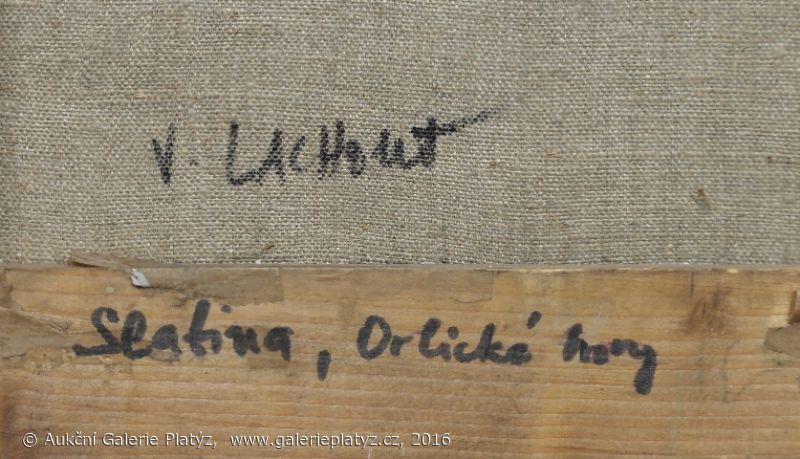 V. LACHOUT
Slatina, Orlické hory
© Aukční Galerie Platýz, www.galerieplatyz.cz, 2016